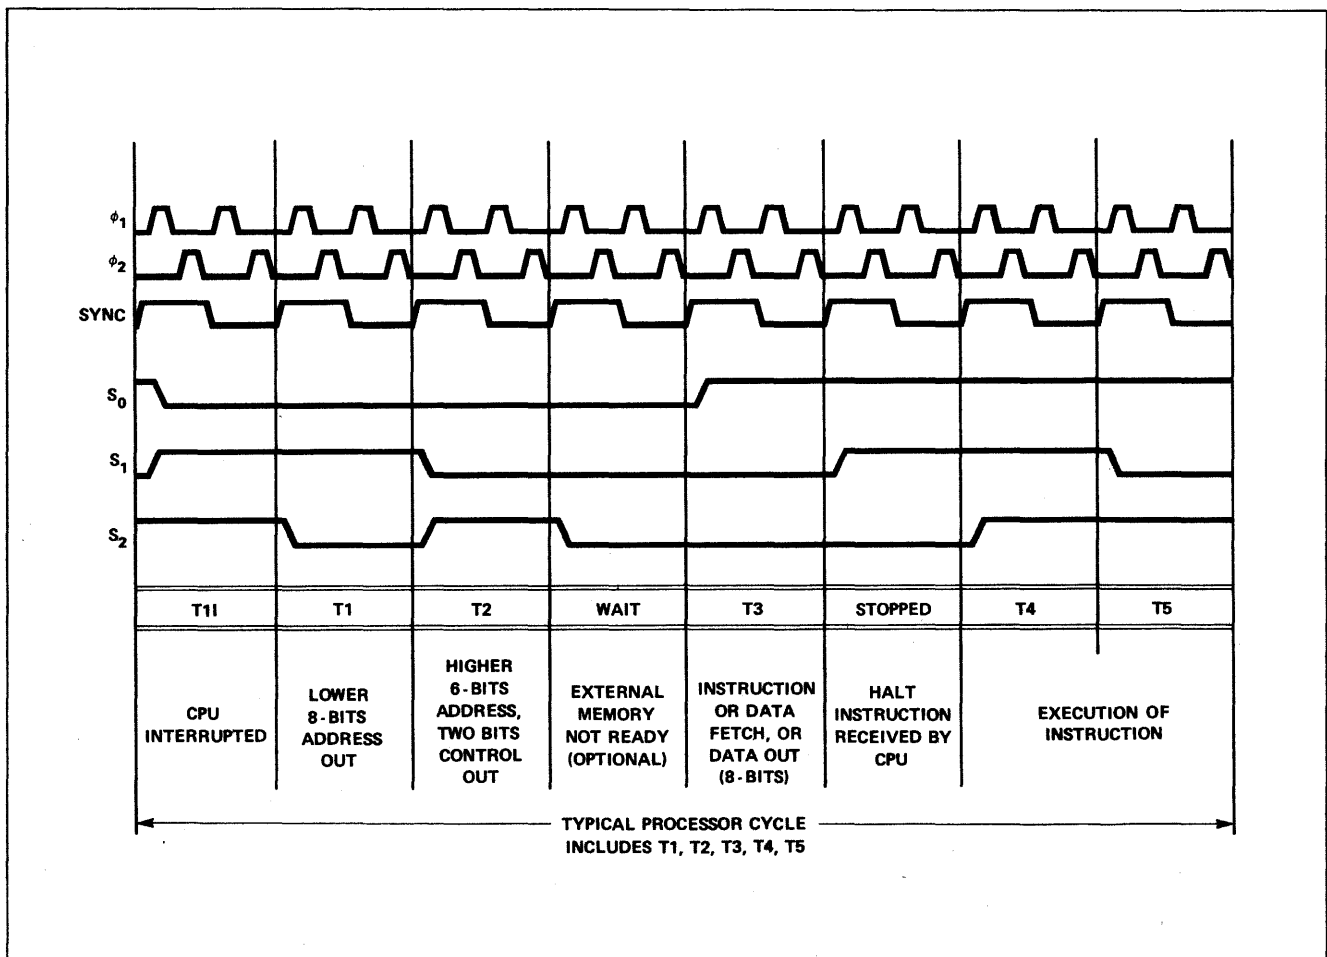 φ1
φ2
SYNC
S0
S1
S2
T1I T1 T2 WAIT T3 STOPPED T4 T5
CPU
INTERRUPTED
LOWER
8-BITS
ADDRESS
OUT
HIGHER
6-BITS
ADDRESS,
TWO BITS
CONTROL
OUT
EXTERNAL
MEMORY
NOT READY
(OPTIONAL)
INSTRUCTION
OR DATA
FETCH, OR
DATA OUT
(8-BITS)
HALT
INSTRUCTION
RECEIVED BY
CPU
EXECUTION OF
INSTRUCTION
TYPICAL PROCESSOR CYCLE
INCLUDES T1, T2, T3, T4, T5